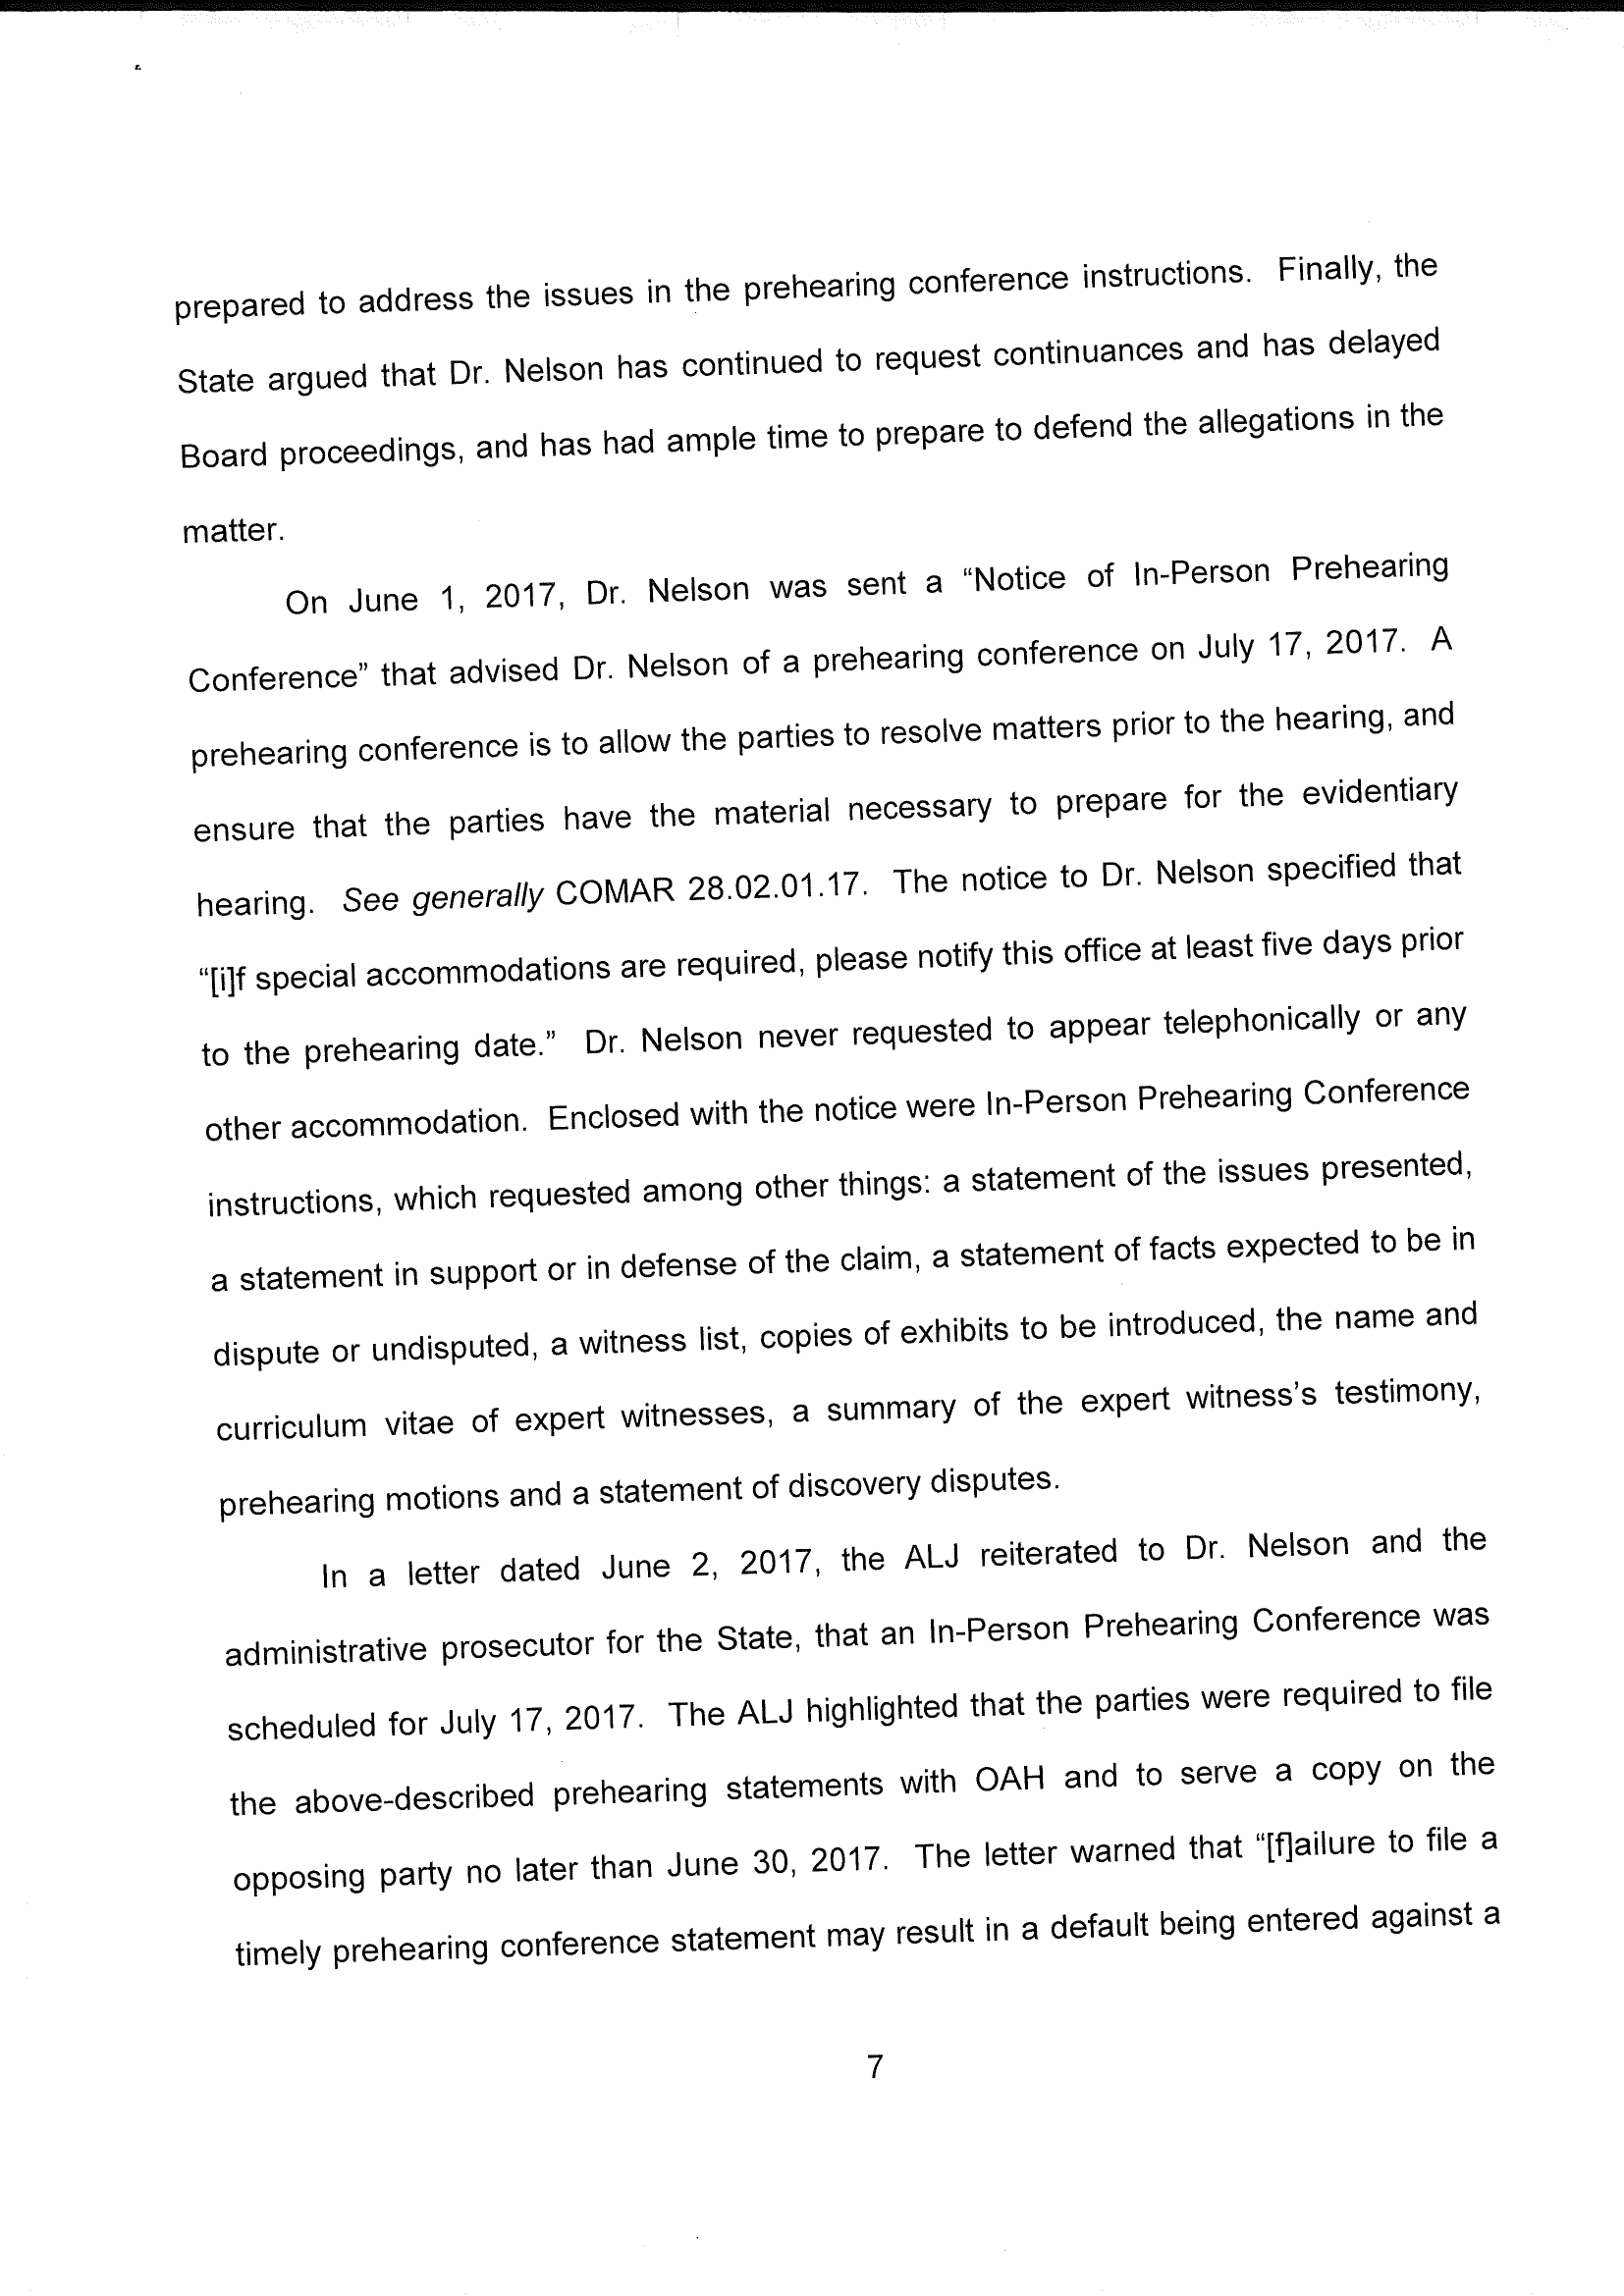 prepared to address the issues in the prehearing conference instructions. Finally, the
State argued that Dr. Nelson has continued to request continuances and has delayed
Board proceedings, and has had ample time to prepare to defend the allegations in the
matter.
On June 1, 2017, Dr. Nelson was sent a “Notice of In-Person Prehearing
Conference” that advised Dr. Nelson of a prehearing conference on July 17, 2017. A
prehearing conference is to allow the parties to resolve matters prior to the hearing, and
ensure that the parties have the material necessary to prepare for the evidentiary
hearing. See generally COMAR 28.02.01.17. The notice to Dr. Nelson specified that
“[i]f special accommodations are required, please notify this office at least five days prior
to the prehearing date.” Dr. Nelson never requested to appear telephonically or any
other accommodation. Enclosed with the notice were In-Person Prehearing Conference
instructions, which requested among other things: a statement of the issues presented,
a statement in support or in defense of the claim, a statement of facts expected to be in
dispute or undisputed, a witness list, copies of exhibits to be introduced, the name and
curriculum vitae of expert witnesses, a summary of the expert witness’s testimony,
prehearing motions and a statement of discovery disputes.
In a letter dated June 2, 2017, the ALJ reiterated to Dr. Nelson and the
administrative prosecutor for the State, that an In-Person Prehearing Conference was
scheduled for July 17, 2017. The ALJ highlighted that the parties were required to file
the above-described prehearing statements with OAH and to serve a copy on the
opposing party no later than June 30, 2017. The letter warned that “[f]ailure to file a
timely prehearing conference statement may result in a default being entered against a
7